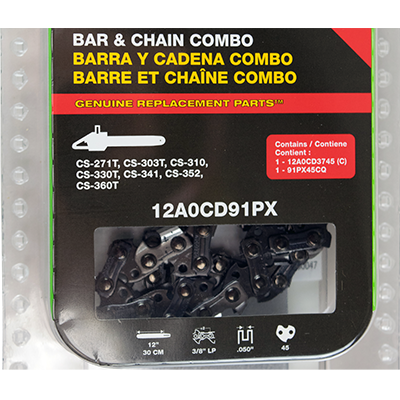 BAR & CHAIN COMBO
BARRA Y CADENA COMBO
BARRE ET CHAÎNE COMBO
GENUINE REPLACEMENT PARTS™
CS-271T, CS-303T, CS-310,
CS-330T, CS-341, CS-352,
CS-360T
Contains / Contiene
Contient :
1 - 12A0CD3745 (C)
1 - 91PX45CQ
12A0CD91PX
12"
30 CM
3/8" LP
.050"
45